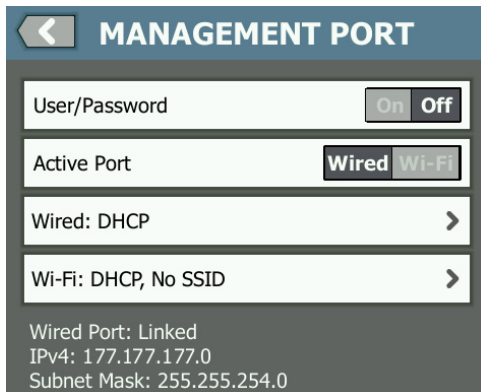 MANAGEMENT PORT
User/Password On Off
Active Port Wired Wi-Fi
Wired: DHCP
Wi-Fi: DHCP, No SSID
Wired Port: Linked
IPv4: 177.177.177.0
Subnet Mask: 255.255.254.0